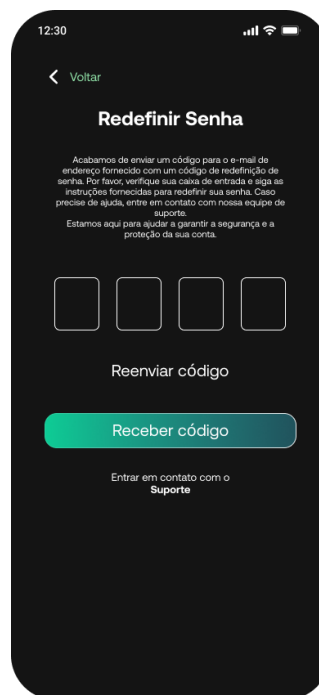 12:30
Voltar
Redefinir Senha
Acabamos de enviar um código para o e-mail de
endereço fornecido com um código de redefinição de
senha. Por favor, verifique sua caixa de entrada e siga as
instruções fornecidas para redefinir sua senha. Caso
precise de ajuda, entre em contato com nossa equipe de
suporte.
Estamos aqui para ajudar a garantir a segurança e a
proteção da sua conta.
Reenviar código
Receber código
Entrar em contato com o
Suporte